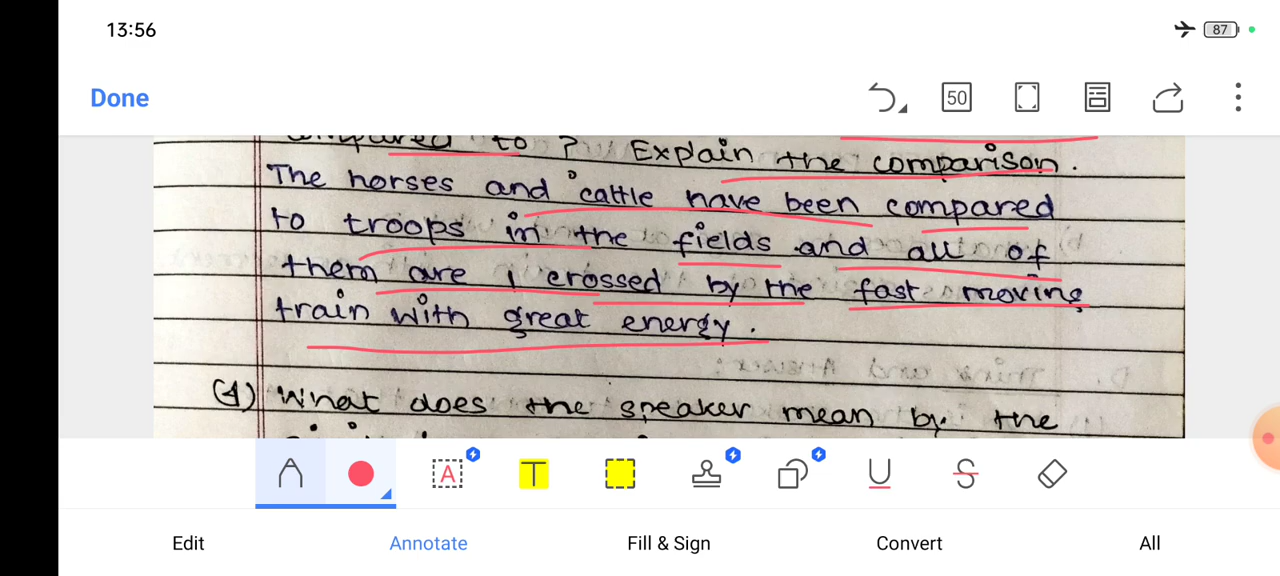 13:56
87
Done
50
compared to ? Explain the comparison.
The horses and cattle have been compared
to troops in the fields and all of
them are crossed by the fast moving
train with great energy.
(4) What does the speaker mean by the
A
T
U
S
Edit
Annotate
Fill & Sign
Convert
All